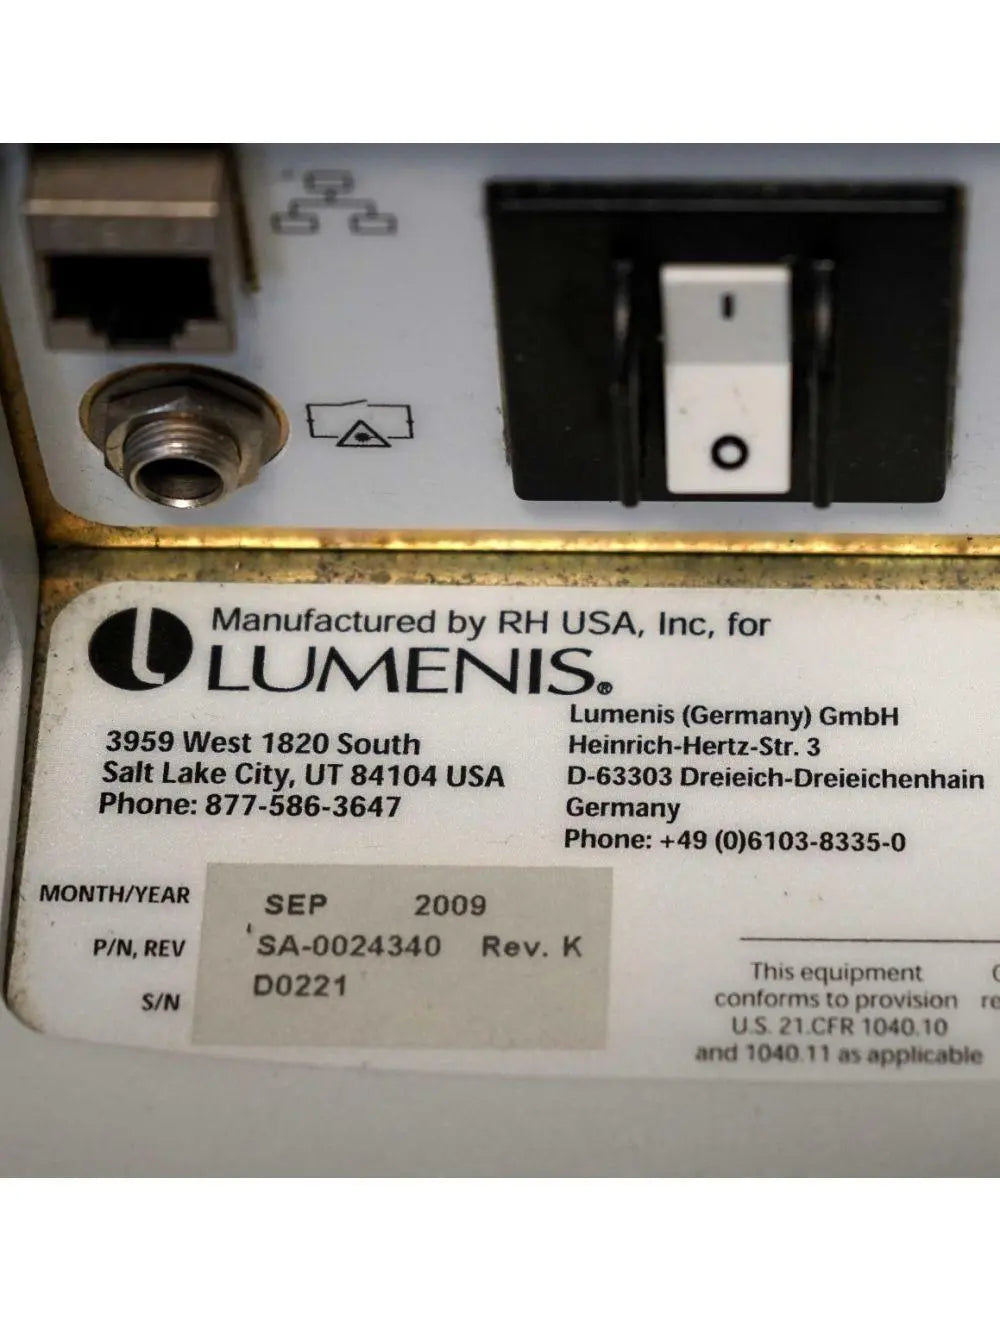 I
O
Manufactured by RH USA, Inc, for
LUMENIS®
3959 West 1820 South
Salt Lake City, UT 84104 USA
Phone: 877-586-3647
Lumenis (Germany) GmbH
Heinrich-Hertz-Str. 3
D-63303 Dreieich-Dreieichenhain
Germany
Phone: +49 (0)6103-8335-0
MONTH/YEAR SEP 2009
P/N, REV SA-0024340 Rev. K
S/N D0221
This equipment
conforms to provision
U.S. 21.CFR 1040.10
and 1040.11 as applicable